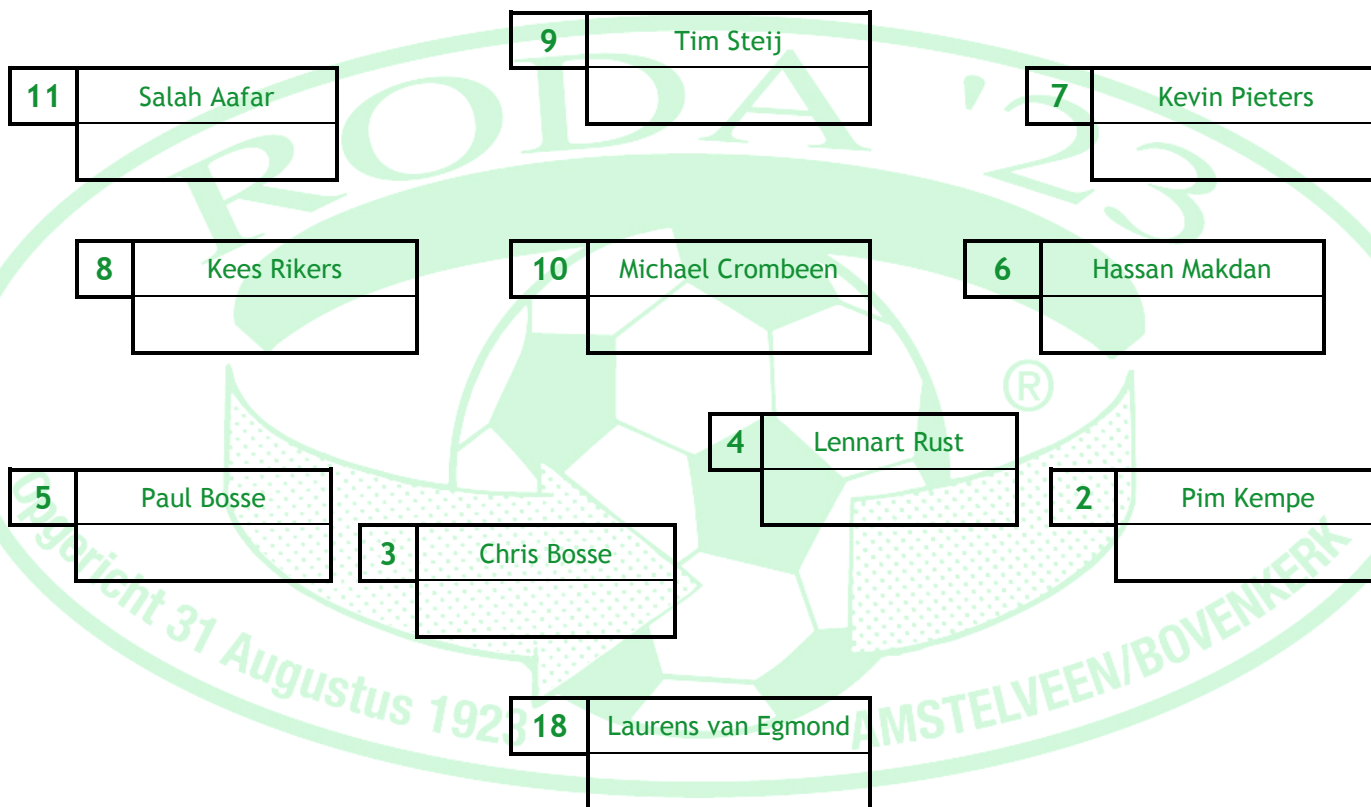 RODA '23
9 Tim Steij
11 Salah Aafar
7 Kevin Pieters
8 Kees Rikers
10 Michael Crombeen
6 Hassan Makdan
®
4 Lennart Rust
5 Paul Bosse
2 Pim Kempe
3 Chris Bosse
Opgericht 31 Augustus 1923
AMSTELVEEN/BOVENKERK
18 Laurens van Egmond